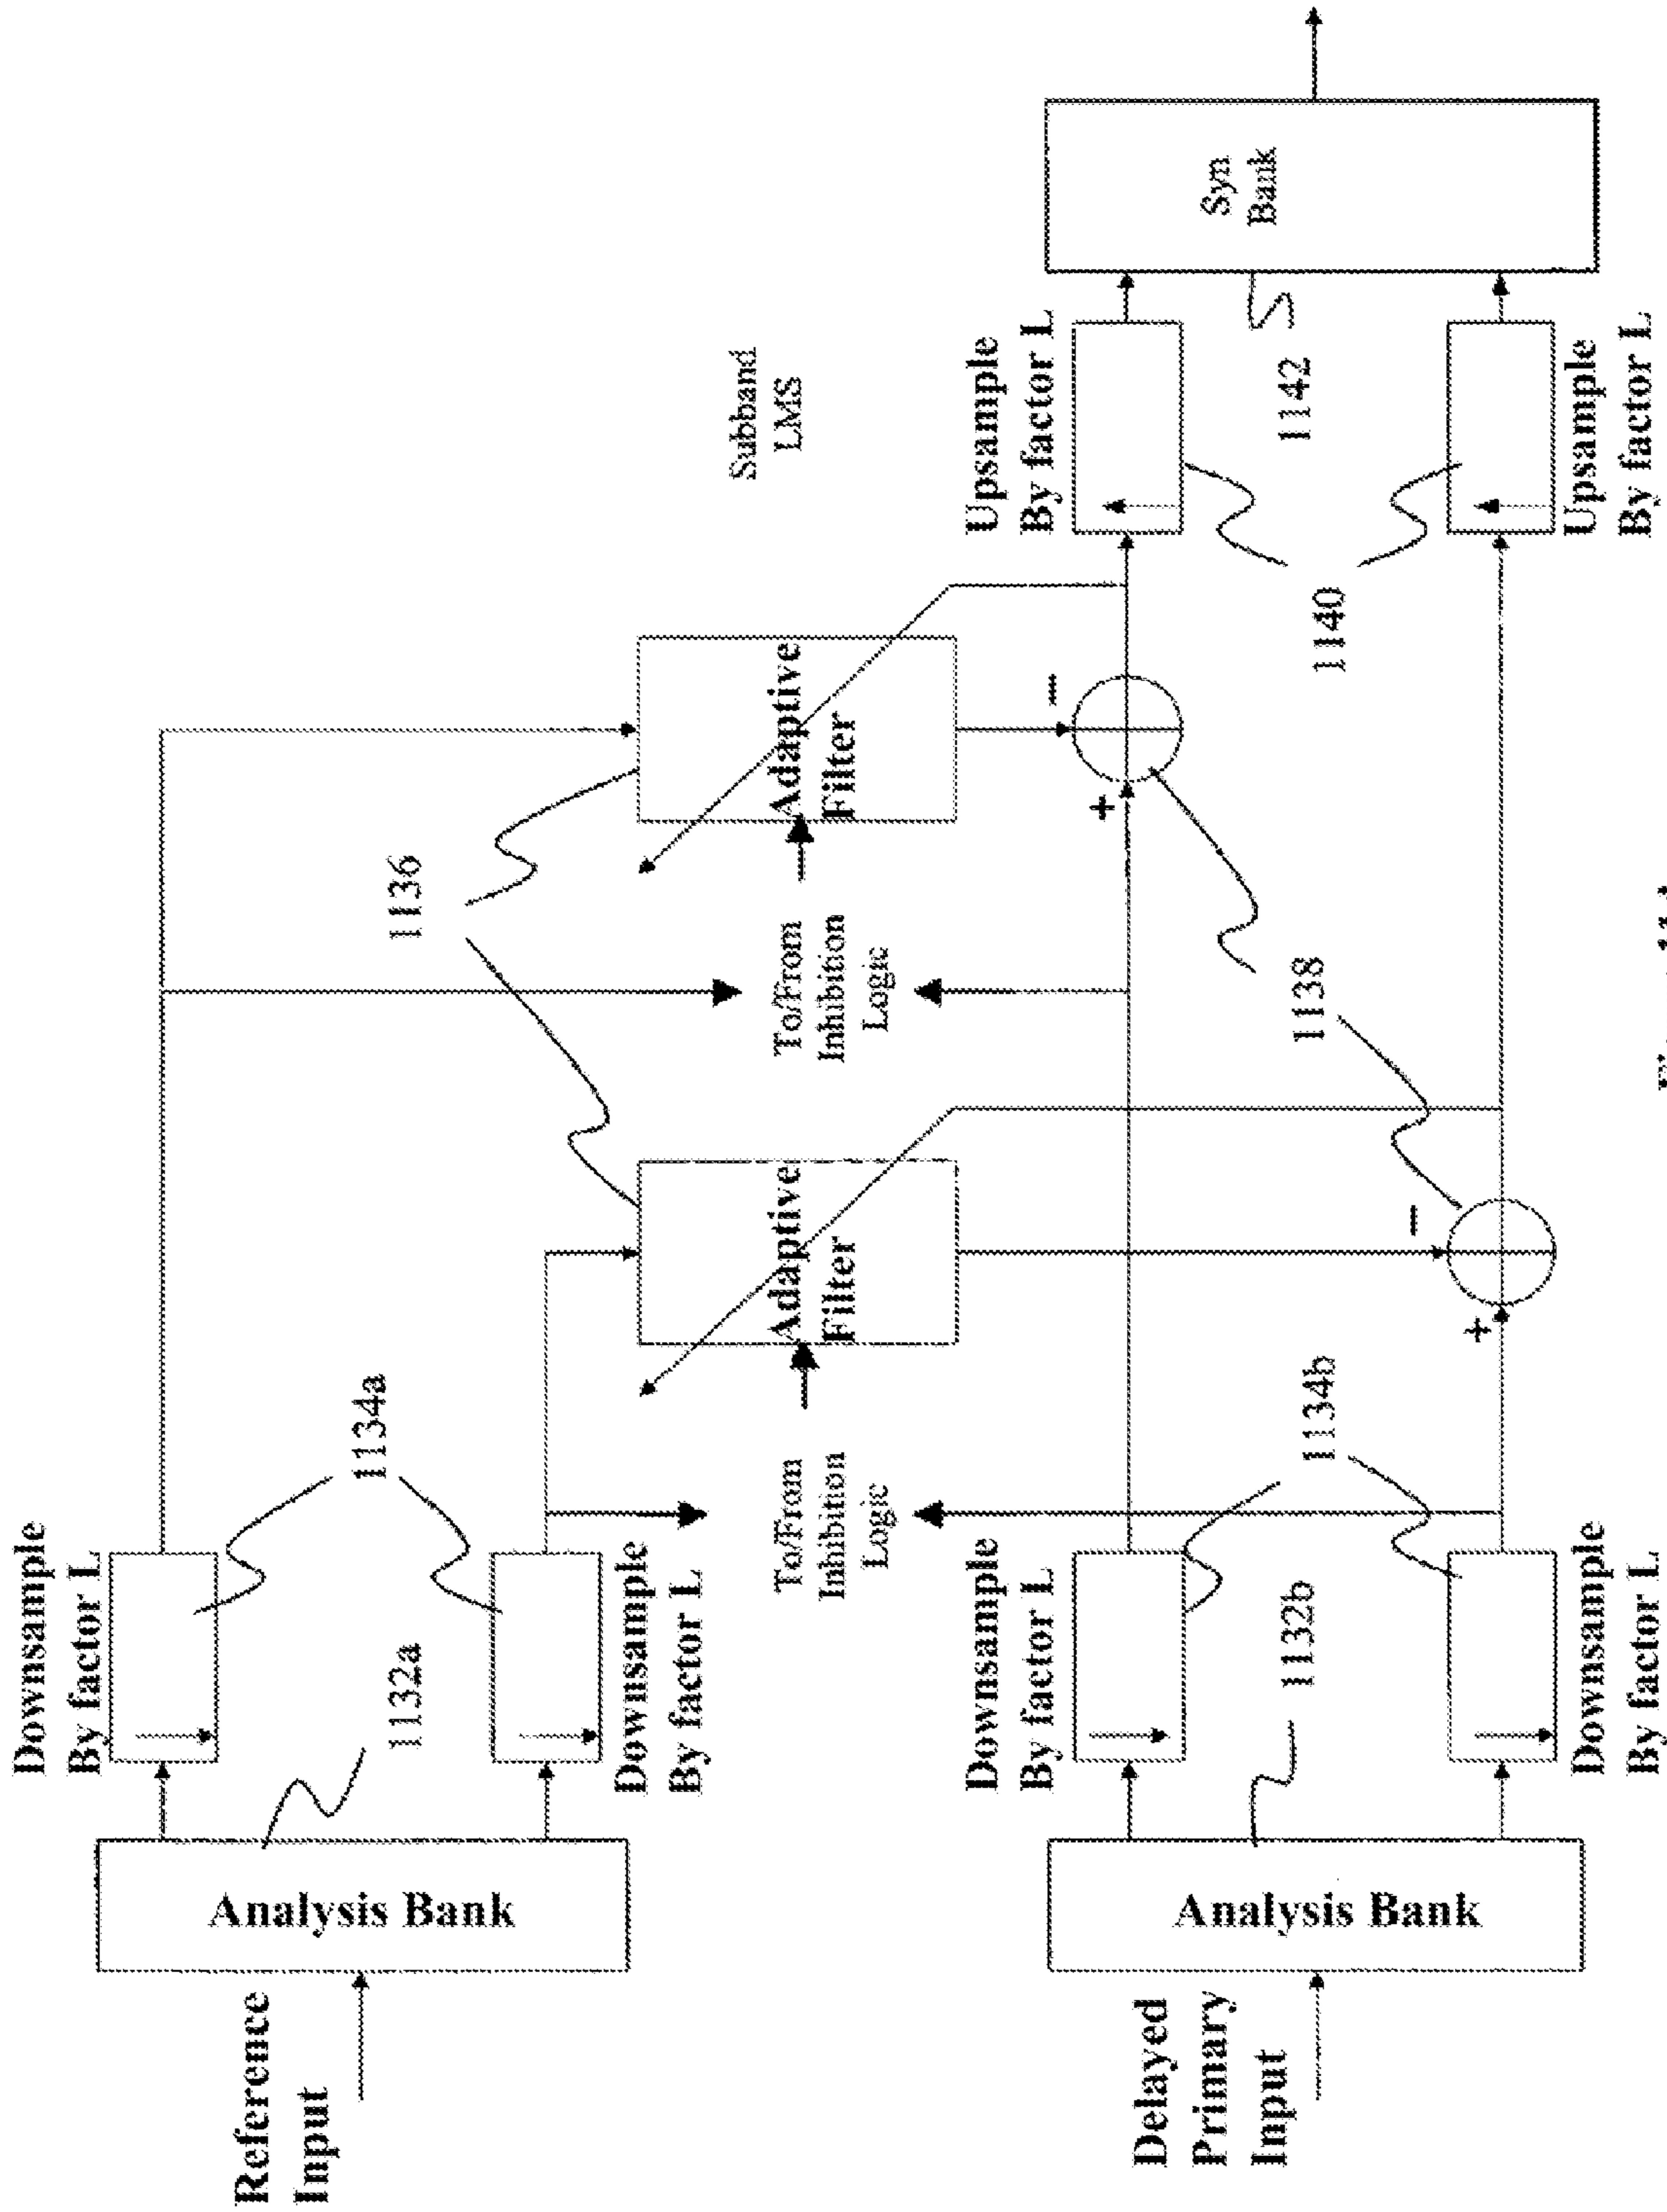 Reference
Input
Analysis Bank
1132a
Downsample
By factor L
1134a
Downsample
By factor L
To/From
Inhibition
Logic
Adaptive
Filter
1136
To/From
Inhibition
Logic
Adaptive
Filter
Subband
LMS
Delayed
Primary
Input
Analysis Bank
1132b
Downsample
By factor L
1134b
Downsample
By factor L
+
−
1138
+
−
Upsample
By factor L
1140
Upsample
By factor L
1142
Syn
Bank